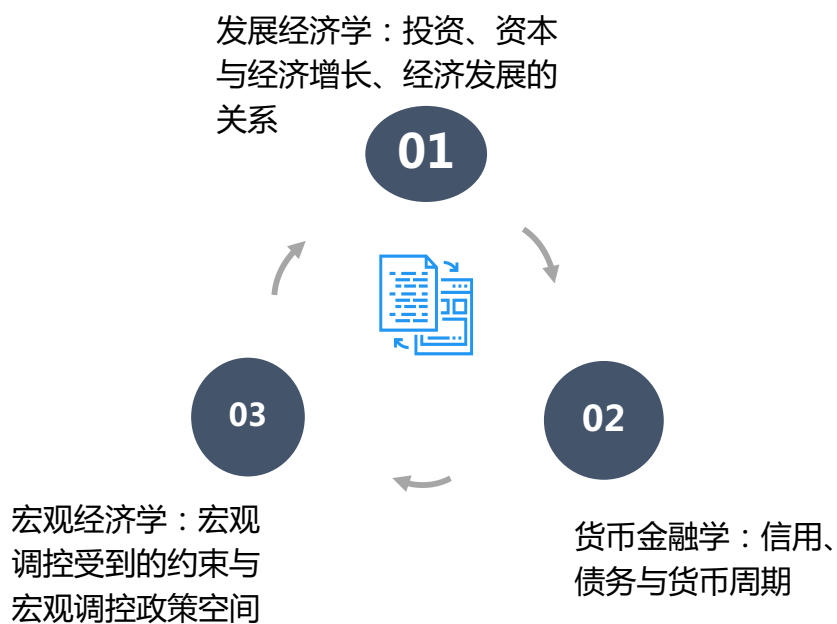 发展经济学：投资、资本
与经济增长、经济发展的
关系
01
02
货币金融学：信用、
债务与货币周期
03
宏观经济学：宏观
调控受到的约束与
宏观调控政策空间